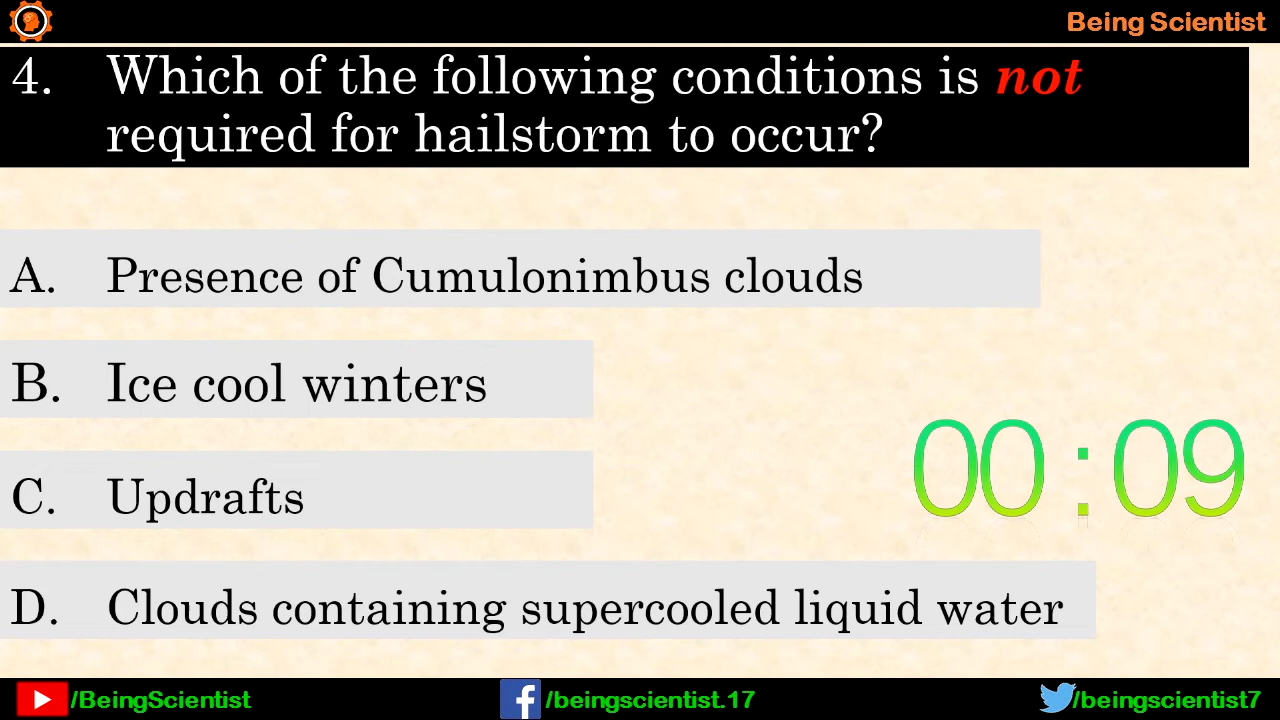 Being Scientist
4. Which of the following conditions is not
required for hailstorm to occur?
A. Presence of Cumulonimbus clouds
B. Ice cool winters
C. Updrafts
00:09
D. Clouds containing supercooled liquid water
/BeingScientist
/beingscientist.17
/beingscientist7